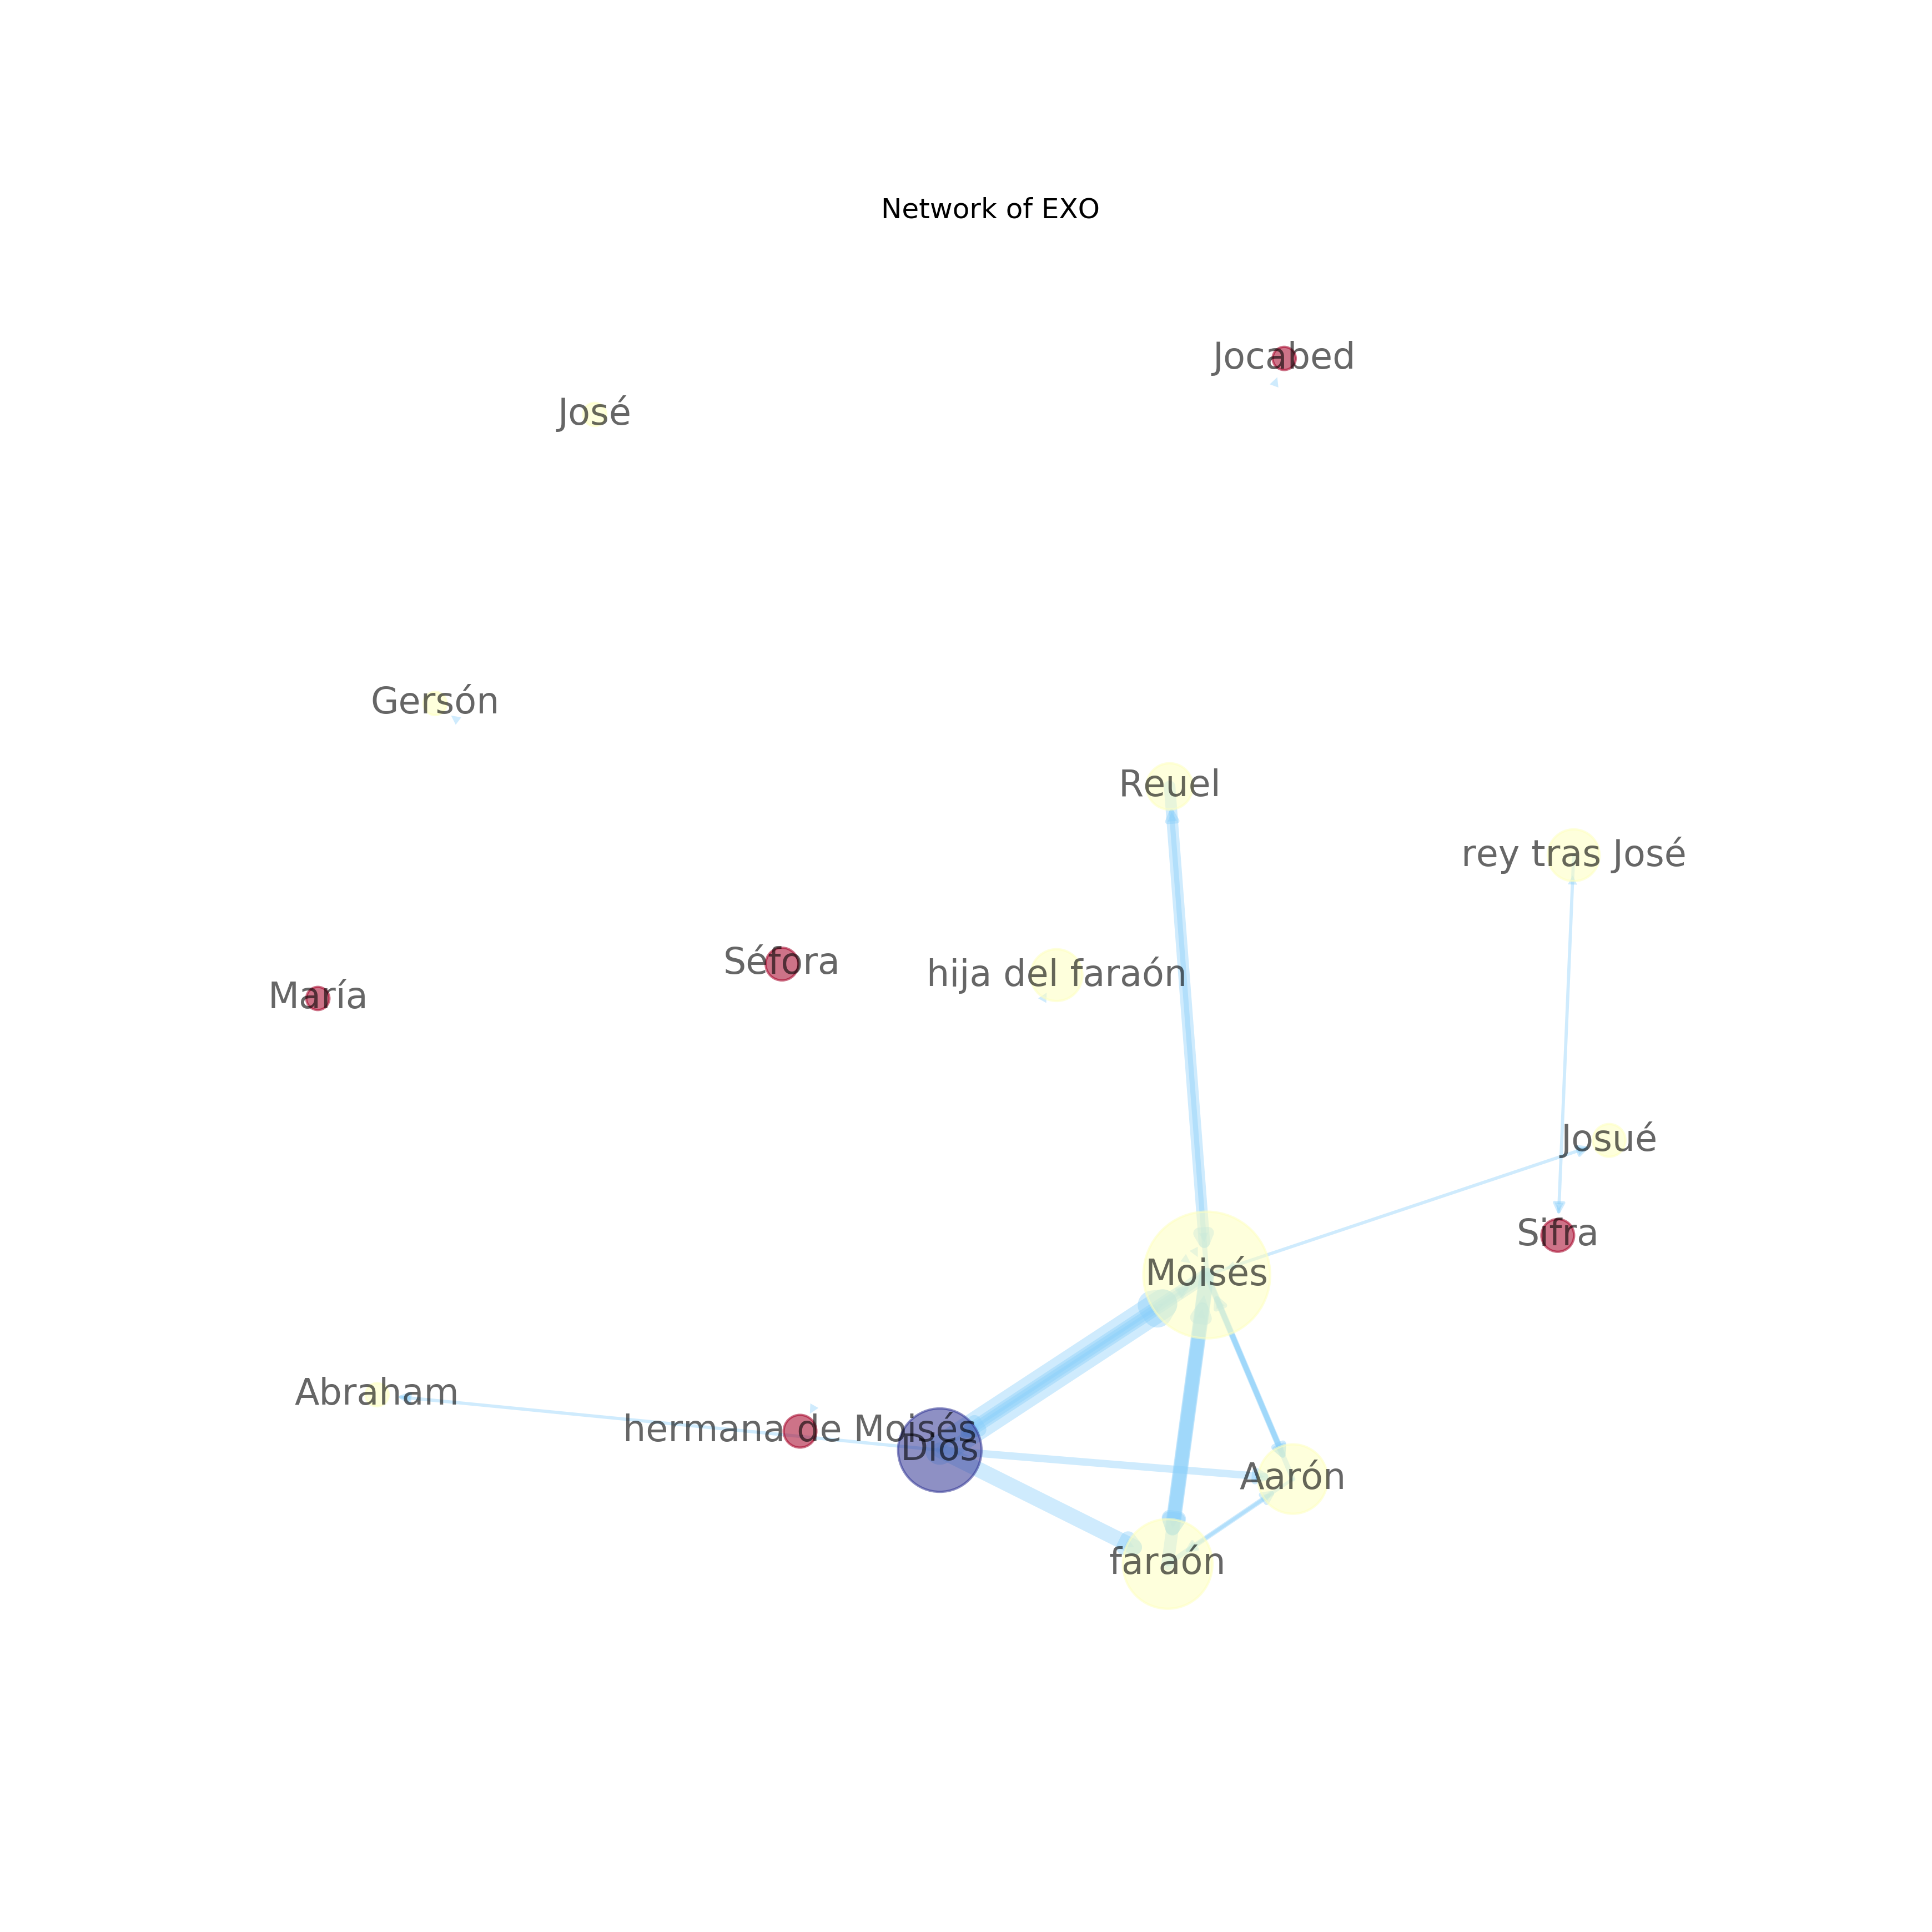 Network of EXO
Jocabed
José
Gersón
Reuel
rey tras José
Séfora
hija del faraón
María
Josué
Sifra
Moisés
Abraham
hermana de Moisés
Dios
Aarón
faraón